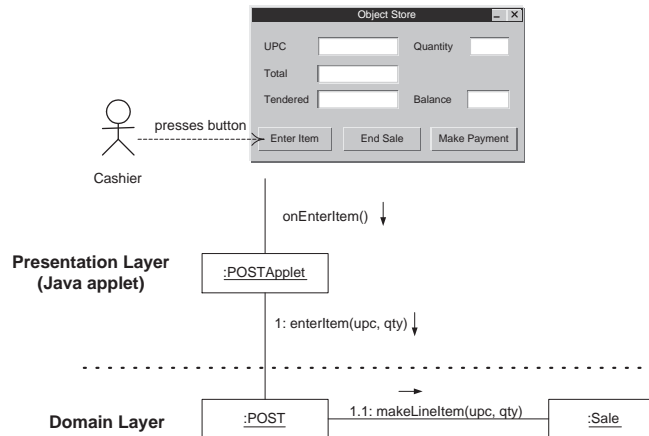 Object Store
UPC
Quantity
Total
Tendered
Balance
presses button
Enter Item
End Sale
Make Payment
Cashier
onEnterItem()
Presentation Layer
(Java applet)
:POSTApplet
1: enterItem(upc, qty)
Domain Layer
:POST
1.1: makeLineItem(upc, qty)
:Sale